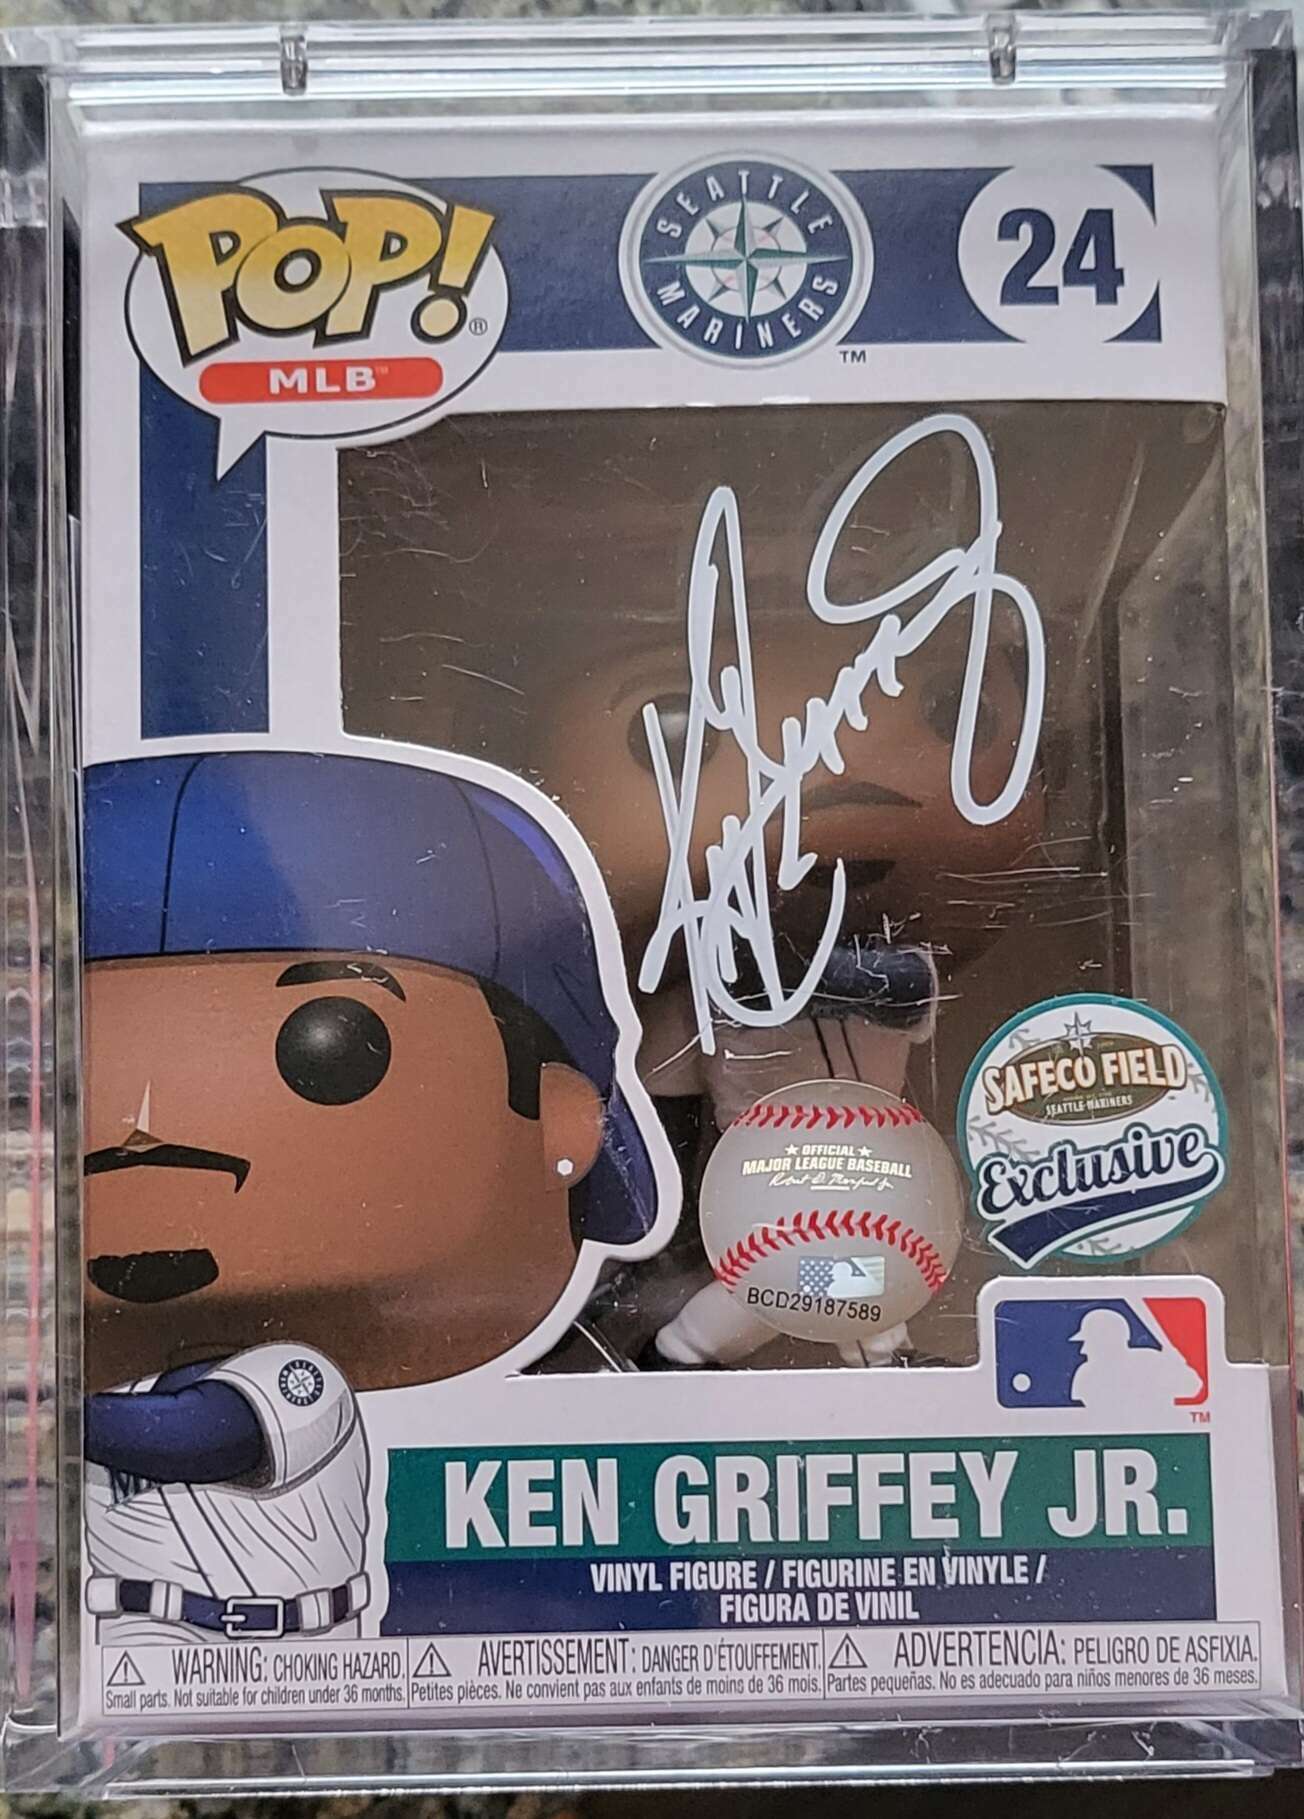 POP!®
MLB™
SEATTLE
MARINERS
™
24
SAFECO FIELD
SEATTLE MARINERS
Exclusive
★ OFFICIAL ★
MAJOR LEAGUE BASEBALL
BCD29187589
™
KEN GRIFFEY JR.
VINYL FIGURE / FIGURINE EN VINYLE /
FIGURA DE VINIL
⚠ WARNING: CHOKING HAZARD.
Small parts. Not suitable for children under 36 months.
⚠ AVERTISSEMENT: DANGER D'ÉTOUFFEMENT.
Petites pièces. Ne convient pas aux enfants de moins de 36 mois.
⚠ ADVERTENCIA: PELIGRO DE ASFIXIA.
Partes pequeñas. No es adecuado para niños menores de 36 meses.